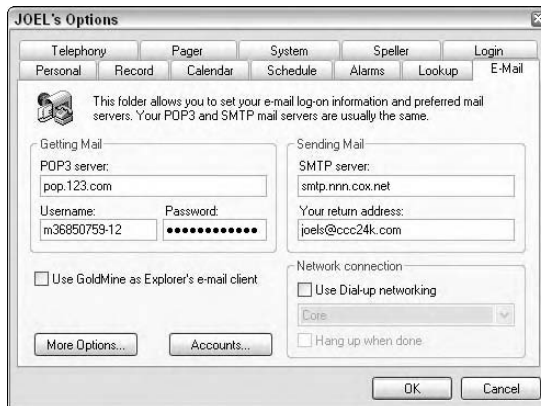 JOEL's Options
Telephony Pager System Speller Login
Personal Record Calendar Schedule Alarms Lookup E-Mail
This folder allows you to set your e-mail log-on information and preferred mail
servers. Your POP3 and SMTP mail servers are usually the same.
Getting Mail
POP3 server:
pop.123.com
Username: Password:
m36850759-12 ●●●●●●●●●●●●
Sending Mail
SMTP server:
smtp.nnn.cox.net
Your return address:
joels@ccc24k.com
Use GoldMine as Explorer's e-mail client
Network connection
Use Dial-up networking
Core
Hang up when done
More Options... Accounts...
OK Cancel